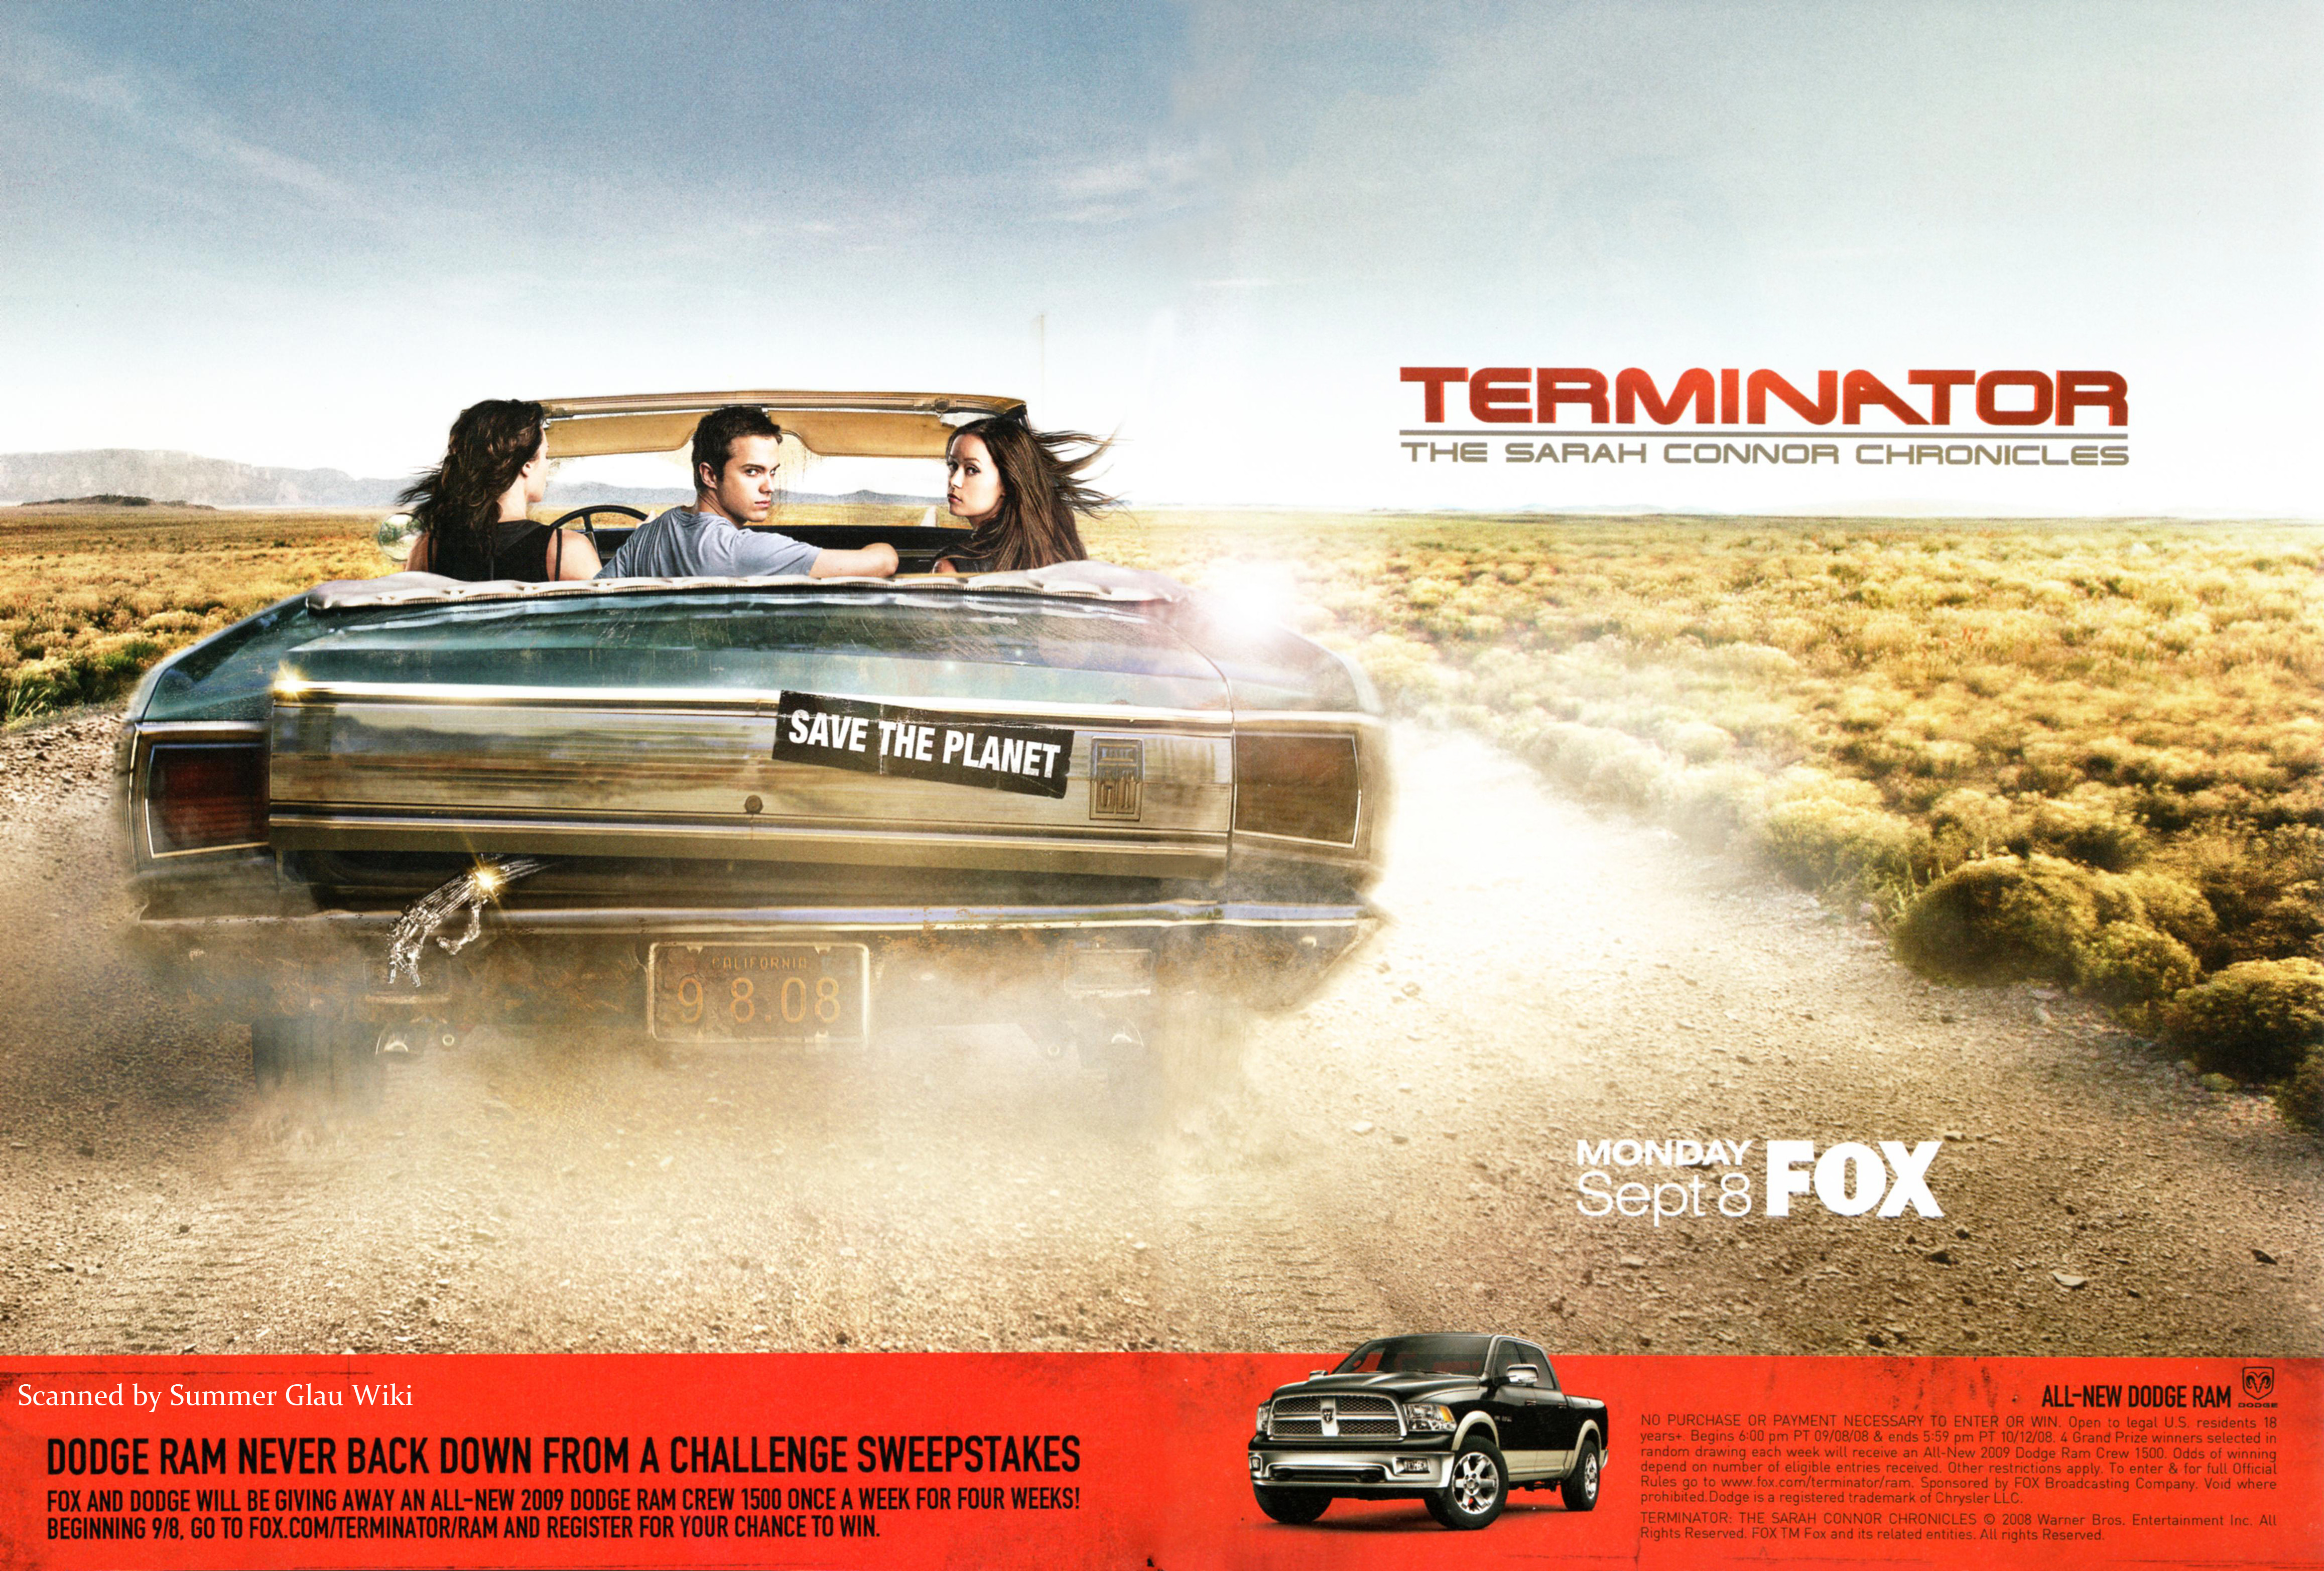 TERMINATOR
THE SARAH CONNOR CHRONICLES
SAVE THE PLANET
CALIFORNIA
9 8.08
MONDAY
Sept 8 FOX
Scanned by Summer Glau Wiki
DODGE RAM NEVER BACK DOWN FROM A CHALLENGE SWEEPSTAKES
FOX AND DODGE WILL BE GIVING AWAY AN ALL-NEW 2009 DODGE RAM CREW 1500 ONCE A WEEK FOR FOUR WEEKS!
BEGINNING 9/8, GO TO FOX.COM/TERMINATOR/RAM AND REGISTER FOR YOUR CHANCE TO WIN.
ALL-NEW DODGE RAM
DODGE
NO PURCHASE OR PAYMENT NECESSARY TO ENTER OR WIN. Open to legal U.S. residents 18
years+. Begins 6:00 pm PT 09/08/08 & ends 5:59 pm PT 10/12/08. 4 Grand Prize winners selected in
random drawing each week will receive an All-New 2009 Dodge Ram Crew 1500. Odds of winning
depend on number of eligible entries received. Other restrictions apply. To enter & for full Official
Rules go to www.fox.com/terminator/ram. Sponsored by FOX Broadcasting Company. Void where
prohibited.Dodge is a registered trademark of Chrysler LLC.
TERMINATOR: THE SARAH CONNOR CHRONICLES © 2008 Warner Bros. Entertainment Inc. All
Rights Reserved. FOX TM Fox and its related entities. All rights Reserved.